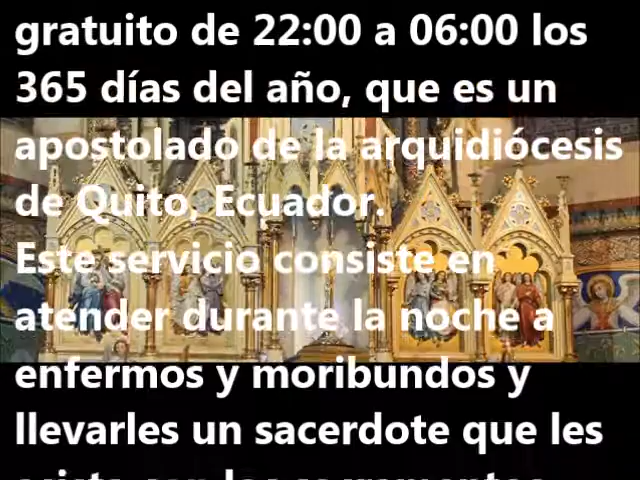 gratuito de 22:00 a 06:00 los
365 días del año, que es un
apostolado de la arquidiócesis
de Quito, Ecuador.
Este servicio consiste en
atender durante la noche a
enfermos y moribundos y
llevarles un sacerdote que les